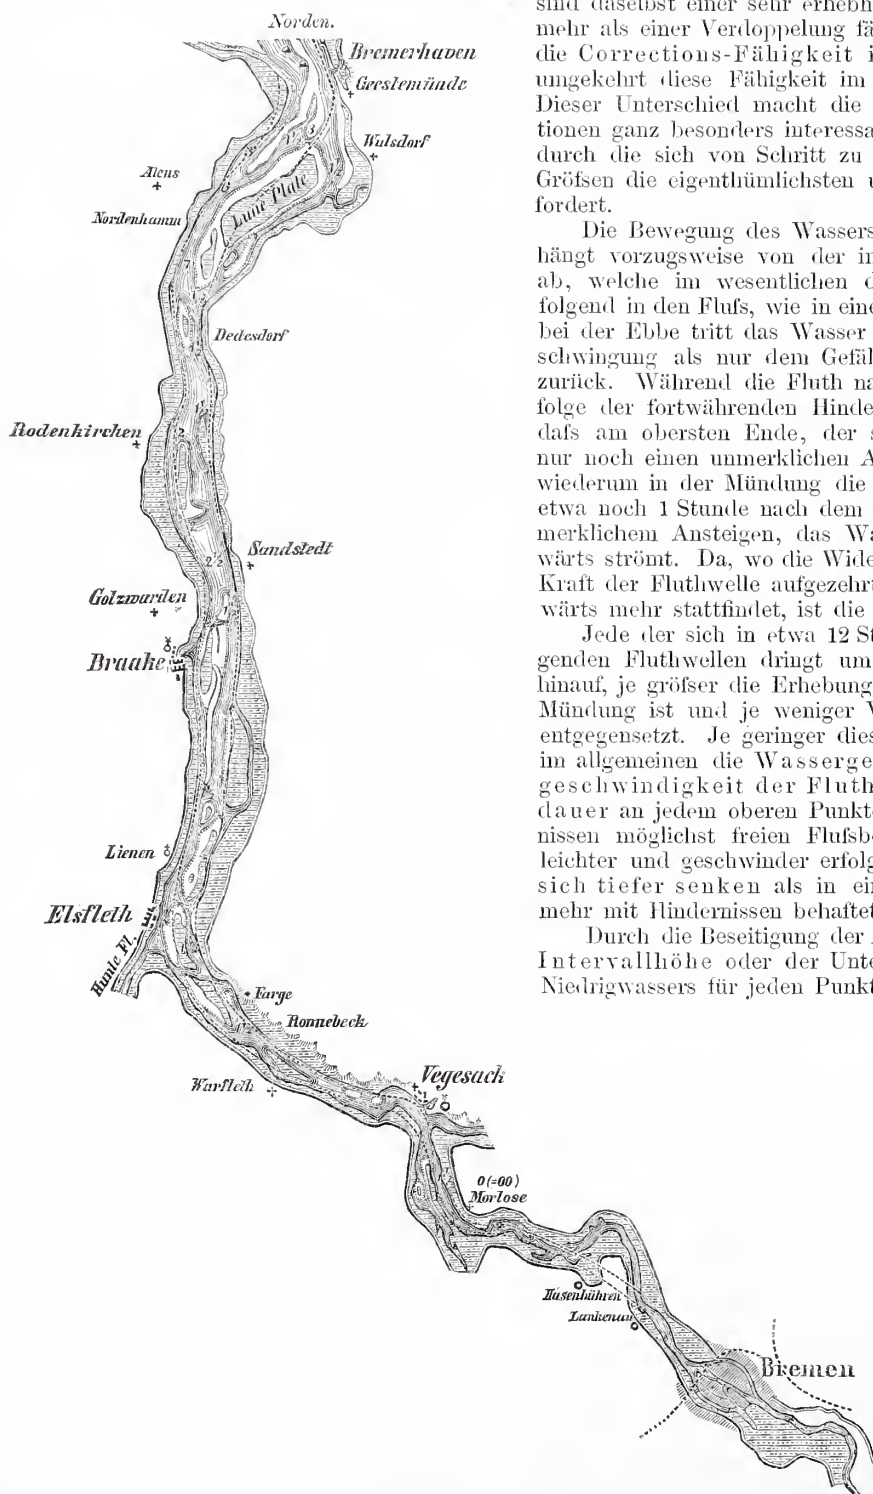 Norden.
Bremerhaven
Geestemünde
Wulsdorf
Atens
Lune Plate
Nordenhamm
Dedesdorf
Rodenkirchen
Sandstedt
Golzwarden
Braake
Lienen
Elsfleth
Hunte Fl.
Farge
Ronnebeck
Warfleth
Vegesack
0(=00)
Morlose
Hasenbühren
Lankenau
Bremen
sind daselbst einer sehr erhebli
mehr als einer Verdoppelung fä
die Corrections-Fähigkeit i
umgekehrt diese Fähigkeit im
Dieser Unterschied macht die
tionen ganz besonders interessa
durch die sich von Schritt zu
Gröfsen die eigenthümlichsten u
fordert.
Die Bewegung des Wassers
hängt vorzugsweise von der in
ab, welche im wesentlichen d
folgend in den Flufs, wie in eine
bei der Ebbe tritt das Wasser
schwingung als nur dem Gefäl
zurück. Während die Fluth na
folge der fortwährenden Hinde
dafs am obersten Ende, der s
nur noch einen unmerklichen A
wiederum in der Mündung die
etwa noch 1 Stunde nach dem
merklichem Ansteigen, das Wa
wärts strömt. Da, wo die Wide
Kraft der Fluthwelle aufgezehrt
wärts mehr stattfindet, ist die
Jede der sich in etwa 12 St
genden Fluthwellen dringt um
hinauf, je gröfser die Erhebung
Mündung ist und je weniger V
entgegensetzt. Je geringer dies
im allgemeinen die Wasserge
geschwindigkeit der Fluth
dauer an jedem oberen Punkt
nissen möglichst freien Flufsb
leichter und geschwinder erfolg
sich tiefer senken als in ei
mehr mit Hindernissen behaftet
Durch die Beseitigung der
Intervallhöhe oder der Unte
Niedrigwassers für jeden Punkt